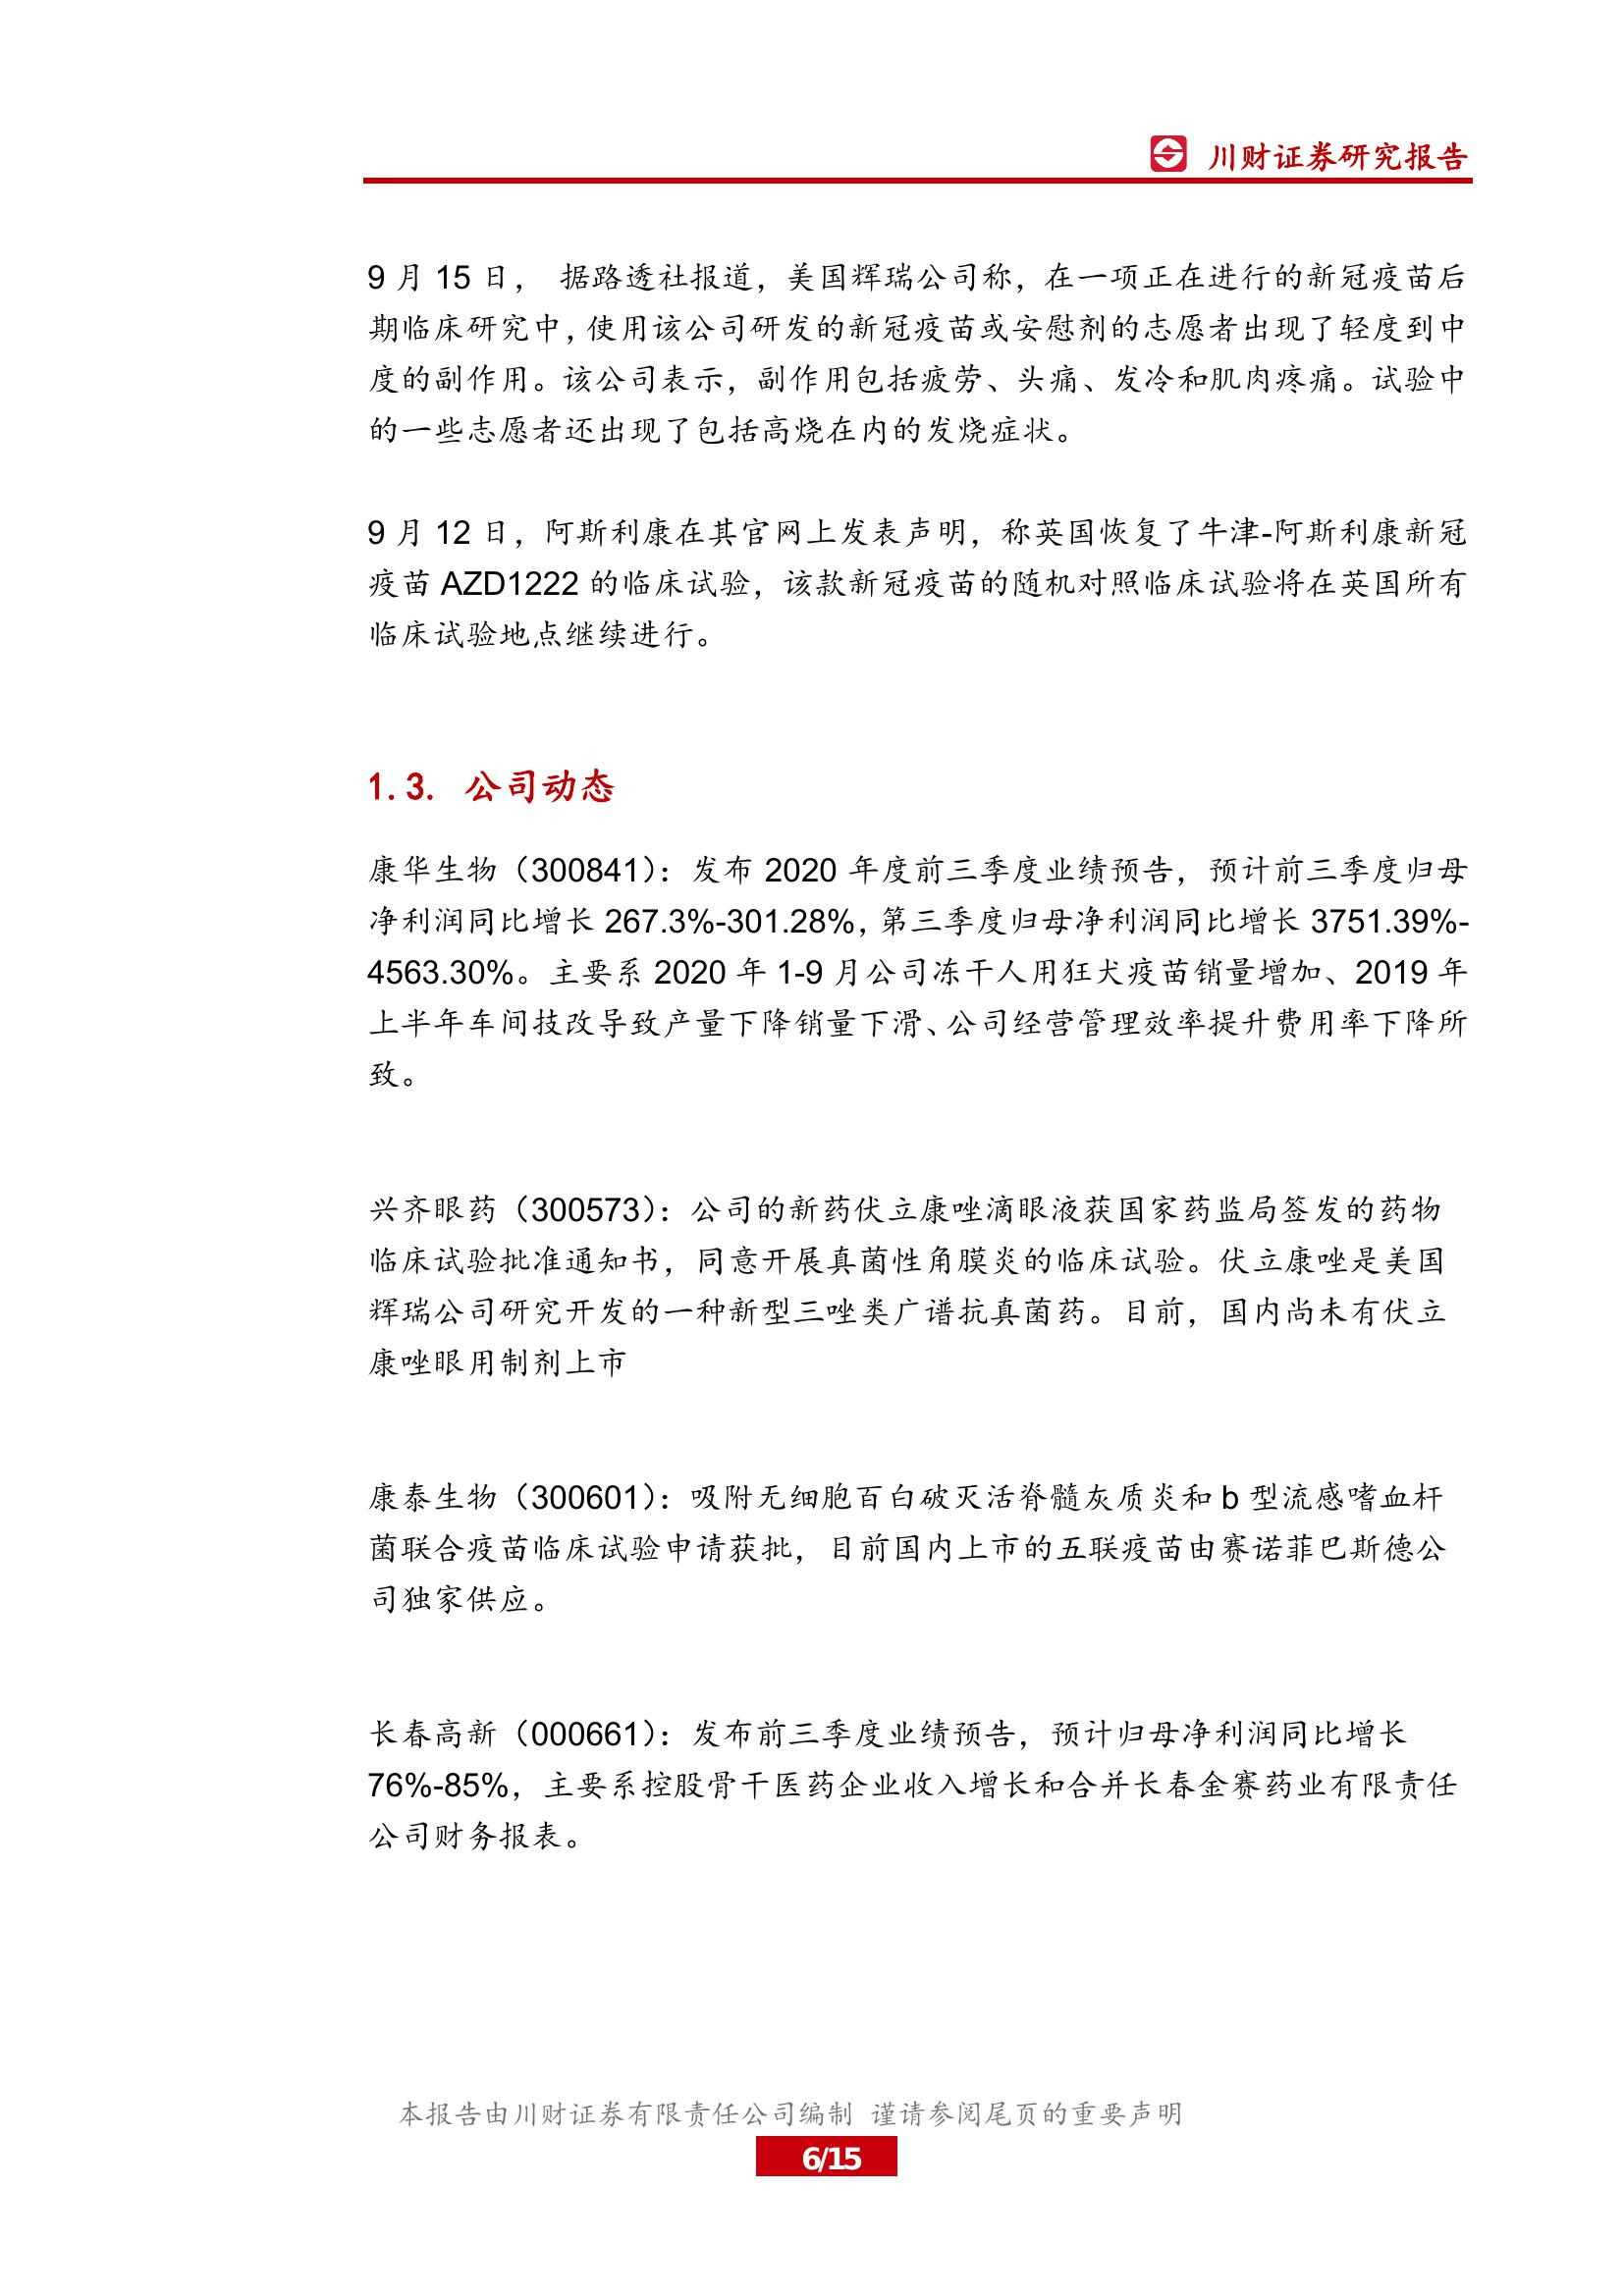 川财证券研究报告
9 月 15 日， 据路透社报道，美国辉瑞公司称，在一项正在进行的新冠疫苗后
期临床研究中，使用该公司研发的新冠疫苗或安慰剂的志愿者出现了轻度到中
度的副作用。该公司表示，副作用包括疲劳、头痛、发冷和肌肉疼痛。试验中
的一些志愿者还出现了包括高烧在内的发烧症状。
9 月 12 日，阿斯利康在其官网上发表声明，称英国恢复了牛津-阿斯利康新冠
疫苗 AZD1222 的临床试验，该款新冠疫苗的随机对照临床试验将在英国所有
临床试验地点继续进行。
1.3. 公司动态
康华生物（300841）：发布 2020 年度前三季度业绩预告，预计前三季度归母
净利润同比增长 267.3%-301.28%，第三季度归母净利润同比增长 3751.39%-
4563.30%。主要系 2020 年 1-9 月公司冻干人用狂犬疫苗销量增加、2019 年
上半年车间技改导致产量下降销量下滑、公司经营管理效率提升费用率下降所
致。
兴齐眼药（300573）：公司的新药伏立康唑滴眼液获国家药监局签发的药物
临床试验批准通知书，同意开展真菌性角膜炎的临床试验。伏立康唑是美国
辉瑞公司研究开发的一种新型三唑类广谱抗真菌药。目前，国内尚未有伏立
康唑眼用制剂上市
康泰生物（300601）：吸附无细胞百白破灭活脊髓灰质炎和 b 型流感嗜血杆
菌联合疫苗临床试验申请获批，目前国内上市的五联疫苗由赛诺菲巴斯德公
司独家供应。
长春高新（000661）：发布前三季度业绩预告，预计归母净利润同比增长
76%-85%，主要系控股骨干医药企业收入增长和合并长春金赛药业有限责任
公司财务报表。
本报告由川财证券有限责任公司编制 谨请参阅尾页的重要声明
6/15